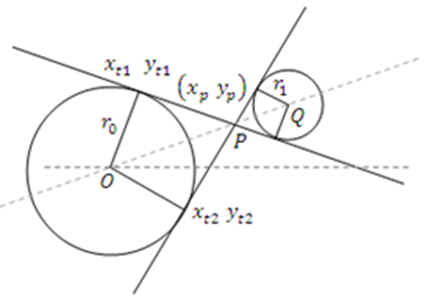 x_t1 y_t1
(x_p y_p)
r_1
r_0
Q
P
O
x_t2 y_t2